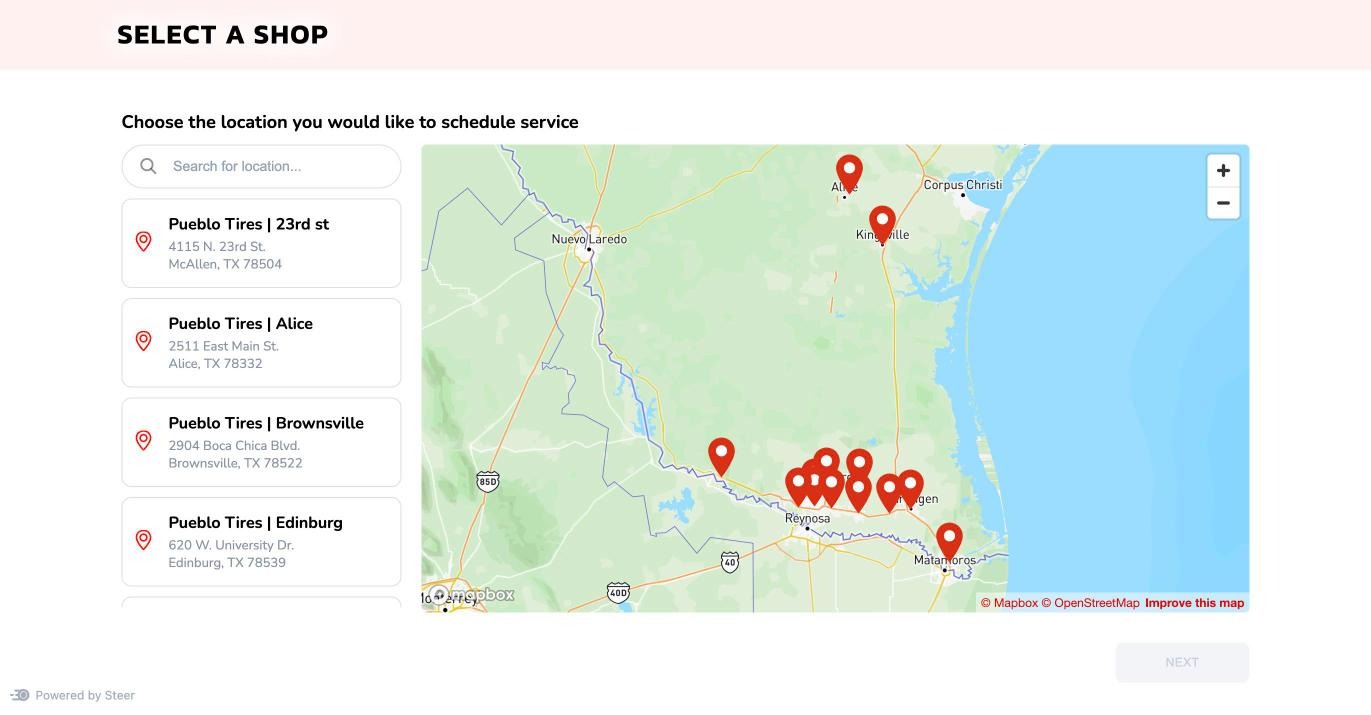 SELECT A SHOP
Choose the location you would like to schedule service
Search for location...
Pueblo Tires | 23rd st
4115 N. 23rd St.
McAllen, TX 78504
Pueblo Tires | Alice
2511 East Main St.
Alice, TX 78332
Pueblo Tires | Brownsville
2904 Boca Chica Blvd.
Brownsville, TX 78522
Pueblo Tires | Edinburg
620 W. University Dr.
Edinburg, TX 78539
Corpus Christi
Nuevo Laredo
85D
Reynosa
40
Matamoros
40D
mapbox
© Mapbox © OpenStreetMap Improve this map
NEXT
Powered by Steer